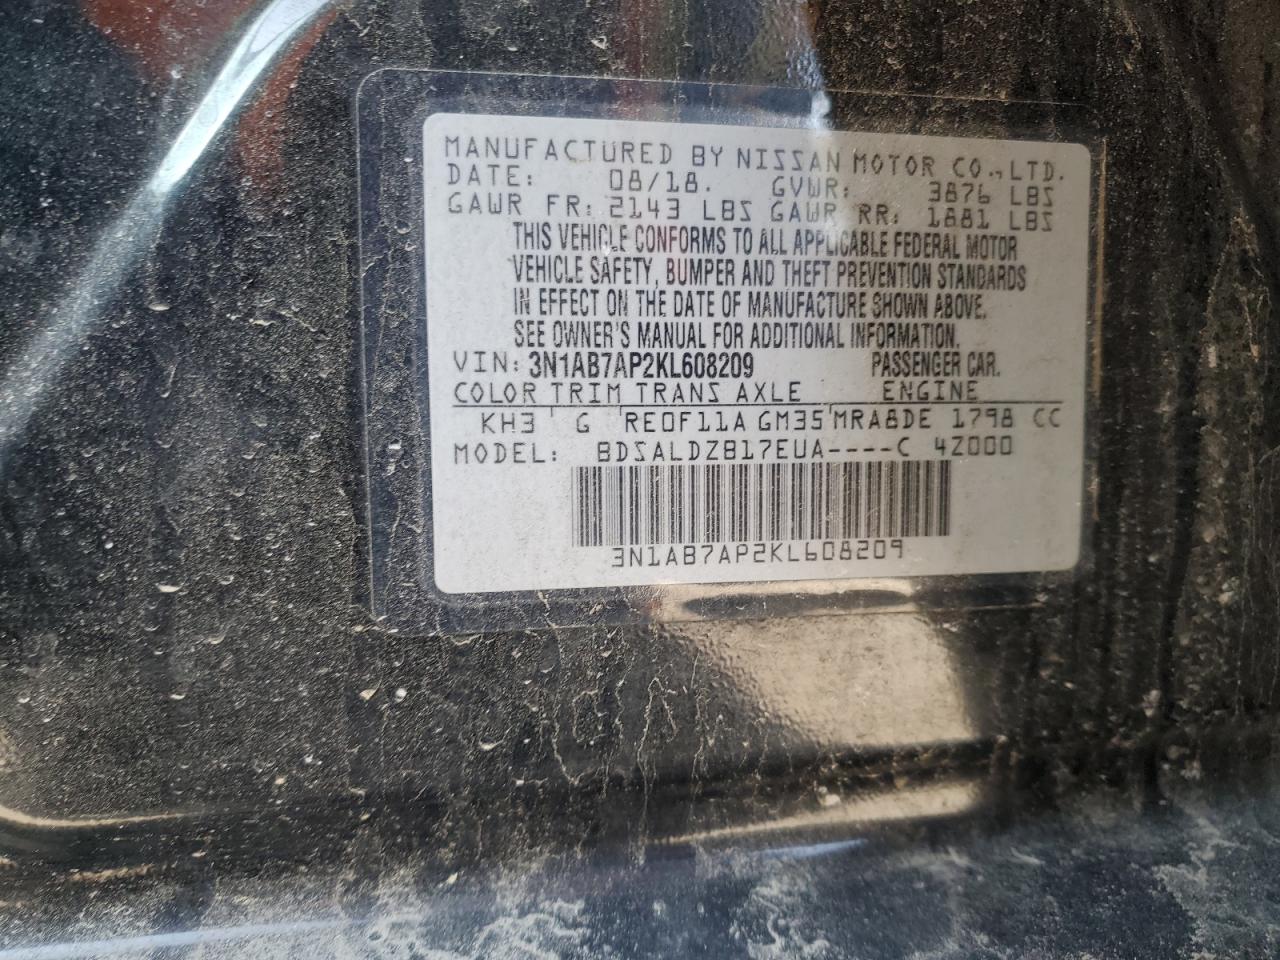 MANUFACTURED BY NISSAN MOTOR CO.,LTD.
DATE: 08/18. GVWR: 3876 LBS
GAWR FR: 2143 LBS GAWR RR: 1881 LBS
THIS VEHICLE CONFORMS TO ALL APPLICABLE FEDERAL MOTOR
VEHICLE SAFETY, BUMPER AND THEFT PREVENTION STANDARDS
IN EFFECT ON THE DATE OF MANUFACTURE SHOWN ABOVE.
SEE OWNER'S MANUAL FOR ADDITIONAL INFORMATION.
VIN: 3N1AB7AP2KL608209 PASSENGER CAR.
COLOR TRIM TRANS AXLE ENGINE
KH3 G RE0F11A GM35 MRA8DE 1798 CC
MODEL: BDSALDZB17EUA----C 4Z000
3N1AB7AP2KL608209